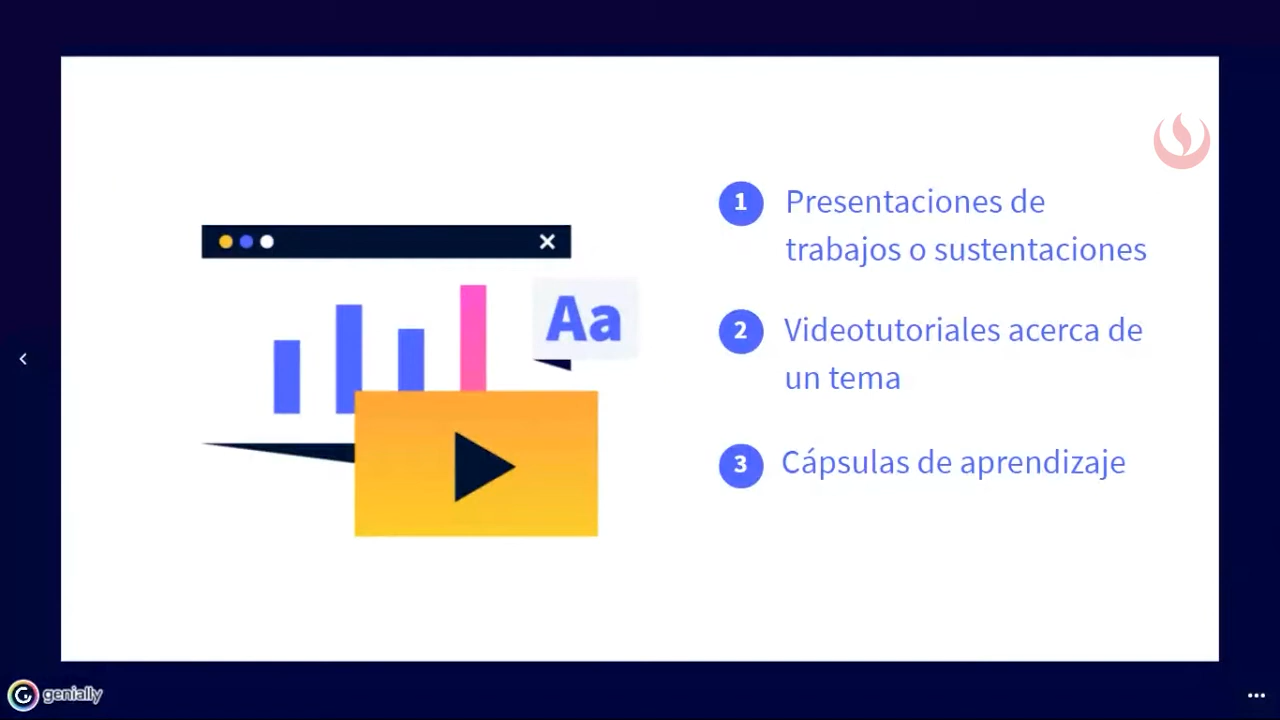 1 Presentaciones de
trabajos o sustentaciones
Aa
2 Videotutoriales acerca de
un tema
3 Cápsulas de aprendizaje
genially